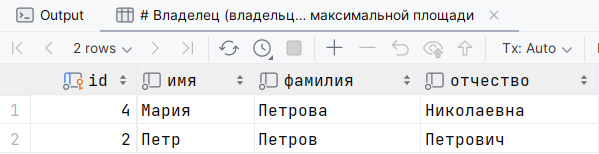 Output # Владелец (владельц... максимальной площади
2 rows Tx: Auto
id имя фамилия отчество
1 4 Мария Петрова Николаевна
2 2 Петр Петров Петрович